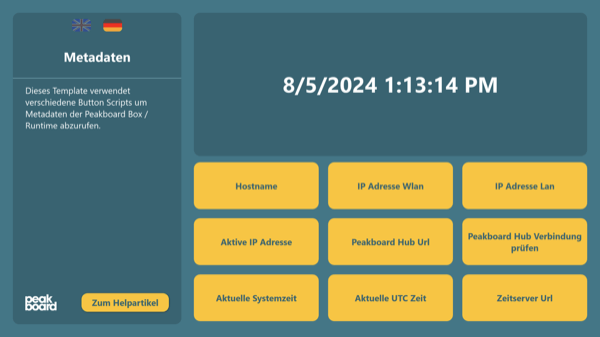 Metadaten
Dieses Template verwendet
verschiedene Button Scripts um
Metadaten der Peakboard Box /
Runtime abzurufen.
peak
board
Zum Helpartikel
8/5/2024 1:13:14 PM
Hostname
IP Adresse Wlan
IP Adresse Lan
Aktive IP Adresse
Peakboard Hub Url
Peakboard Hub Verbindung
prüfen
Aktuelle Systemzeit
Aktuelle UTC Zeit
Zeitserver Url